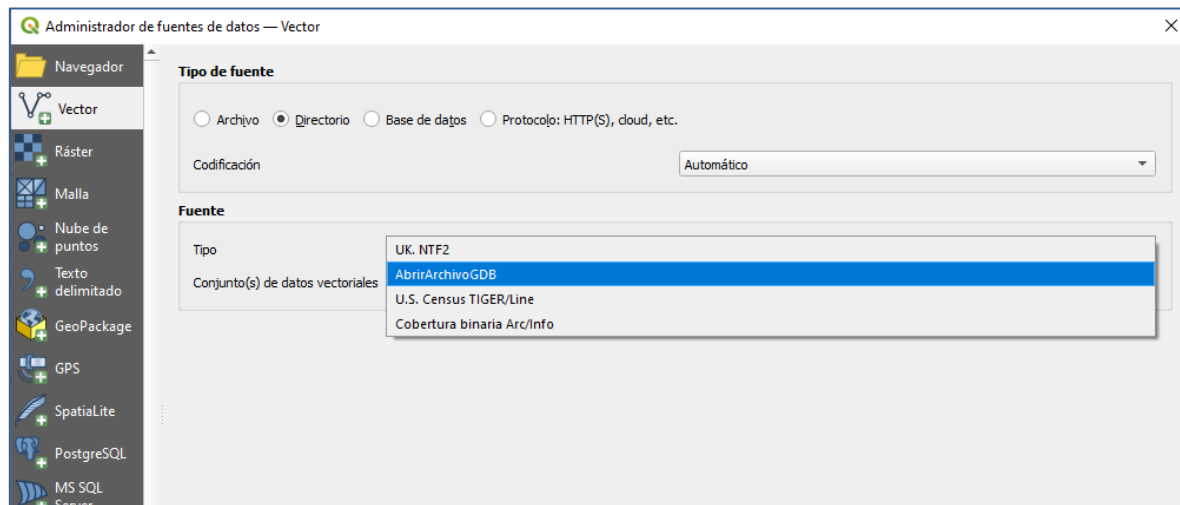 Administrador de fuentes de datos — Vector
Navegador
Vector
Ráster
Malla
Nube de
puntos
Texto
delimitado
GeoPackage
GPS
SpatiaLite
PostgreSQL
MS SQL
Server
Tipo de fuente
Archivo Directorio Base de datos Protocolo: HTTP(S), cloud, etc.
Codificación Automático
Fuente
Tipo
Conjunto(s) de datos vectoriales
UK. NTF2
AbrirArchivoGDB
U.S. Census TIGER/Line
Cobertura binaria Arc/Info